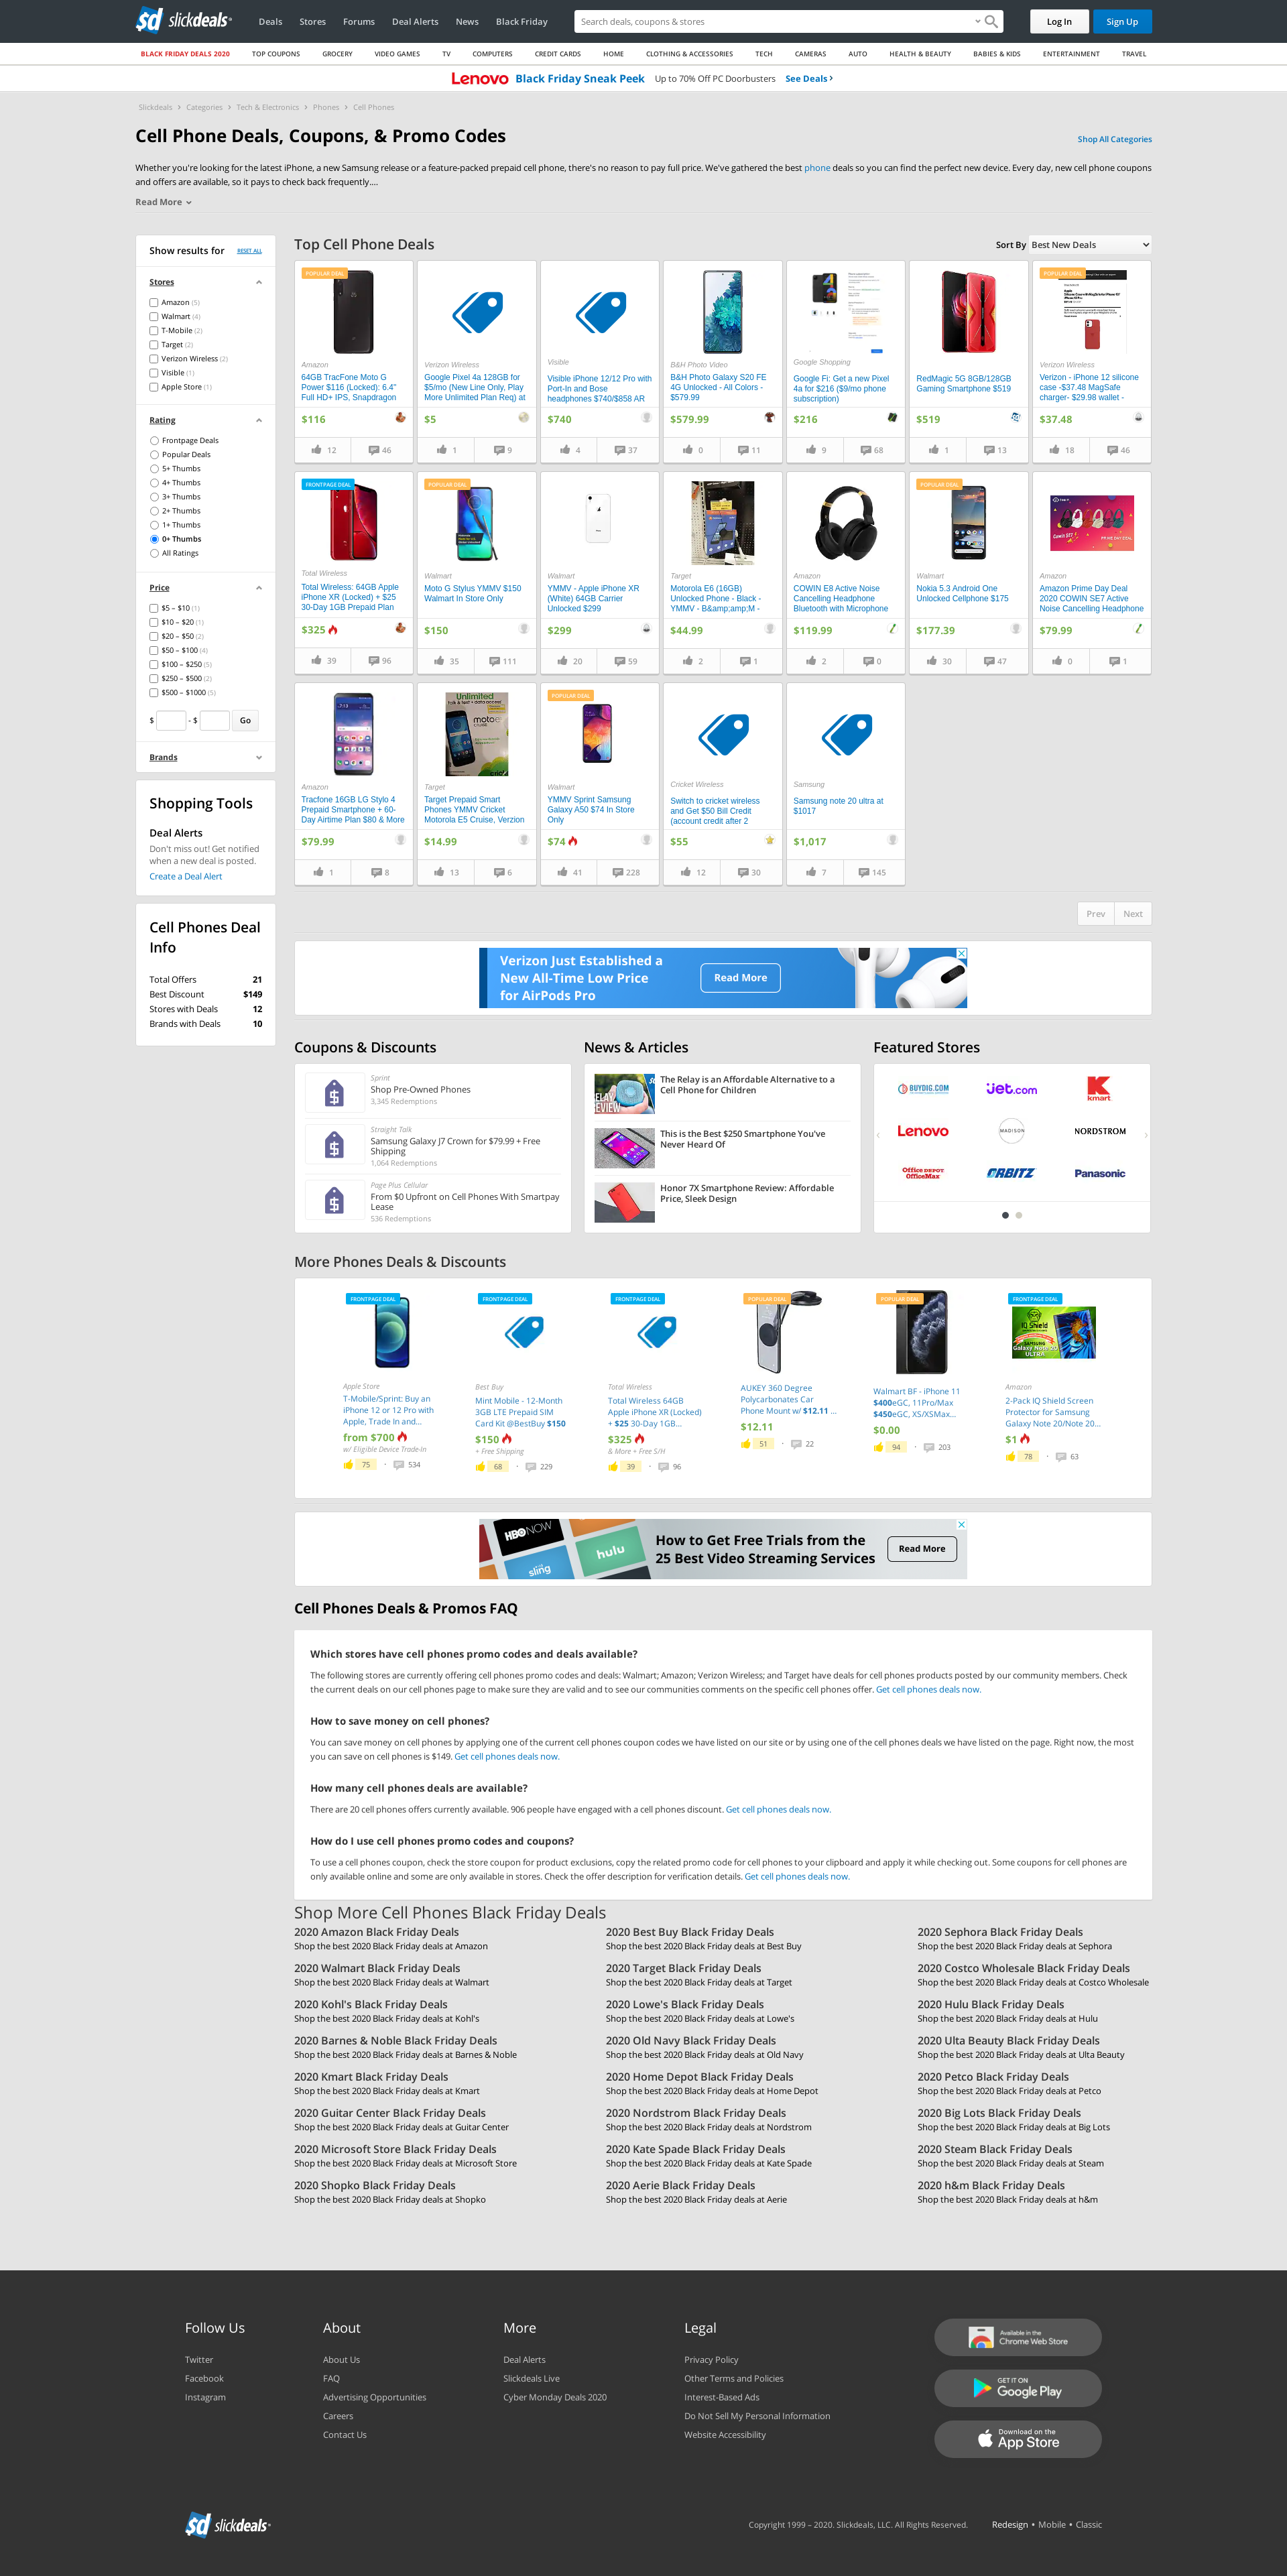 slickdeals
Deals Stores Forums Deal Alerts News Black Friday
Search deals, coupons & stores
Log In Sign Up
BLACK FRIDAY DEALS 2020 TOP COUPONS GROCERY VIDEO GAMES TV COMPUTERS CREDIT CARDS HOME CLOTHING & ACCESSORIES TECH CAMERAS AUTO HEALTH & BEAUTY BABIES & KIDS ENTERTAINMENT TRAVEL
Lenovo Black Friday Sneak Peek Up to 70% Off PC Doorbusters See Deals ›
Slickdeals › Categories › Tech & Electronics › Phones › Cell Phones
Cell Phone Deals, Coupons, & Promo Codes
Shop All Categories
Whether you're looking for the latest iPhone, a new Samsung release or a feature-packed prepaid cell phone, there's no reason to pay full price. We've gathered the best phone deals so you can find the perfect new device. Every day, new cell phone coupons
and offers are available, so it pays to check back frequently....
Read More
Show results for RESET ALL
Stores
Amazon (5)
Walmart (4)
T-Mobile (2)
Target (2)
Verizon Wireless (2)
Visible (1)
Apple Store (1)
Rating
Frontpage Deals
Popular Deals
5+ Thumbs
4+ Thumbs
3+ Thumbs
2+ Thumbs
1+ Thumbs
0+ Thumbs
All Ratings
Price
$5 – $10 (1)
$10 – $20 (1)
$20 – $50 (2)
$50 – $100 (4)
$100 – $250 (5)
$250 – $500 (2)
$500 – $1000 (5)
$ - $ Go
Brands
Shopping Tools
Deal Alerts
Don't miss out! Get notified
when a new deal is posted.
Create a Deal Alert
Cell Phones Deal
Info
Total Offers 21
Best Discount $149
Stores with Deals 12
Brands with Deals 10
Top Cell Phone Deals
Sort By Best New Deals
POPULAR DEAL
Amazon
64GB TracFone Moto G
Power $116 (Locked): 6.4"
Full HD+ IPS, Snapdragon
$116
12 46
Verizon Wireless
Google Pixel 4a 128GB for
$5/mo (New Line Only, Play
More Unlimited Plan Req) at
$5
1 9
Visible
Visible iPhone 12/12 Pro with
Port-In and Bose
headphones $740/$858 AR
$740
4 37
B&H Photo Video
B&H Photo Galaxy S20 FE
4G Unlocked - All Colors -
$579.99
$579.99
0 11
Google Shopping
Google Fi: Get a new Pixel
4a for $216 ($9/mo phone
subscription)
$216
9 68
RedMagic 5G 8GB/128GB
Gaming Smartphone $519
$519
1 13
POPULAR DEAL
Verizon Wireless
Verizon - iPhone 12 silicone
case -$37.48 MagSafe
charger- $29.98 wallet -
$37.48
18 46
FRONTPAGE DEAL
Total Wireless
Total Wireless: 64GB Apple
iPhone XR (Locked) + $25
30-Day 1GB Prepaid Plan
$325
39 96
POPULAR DEAL
Walmart
Moto G Stylus YMMV $150
Walmart In Store Only
$150
35 111
Walmart
YMMV - Apple iPhone XR
(White) 64GB Carrier
Unlocked $299
$299
20 59
Target
Motorola E6 (16GB)
Unlocked Phone - Black -
YMMV - B&amp;amp;M -
$44.99
2 1
Amazon
COWIN E8 Active Noise
Cancelling Headphone
Bluetooth with Microphone
$119.99
2 0
POPULAR DEAL
Walmart
Nokia 5.3 Android One
Unlocked Cellphone $175
$177.39
30 47
Amazon
Amazon Prime Day Deal
2020 COWIN SE7 Active
Noise Cancelling Headphone
$79.99
0 1
Amazon
Tracfone 16GB LG Stylo 4
Prepaid Smartphone + 60-
Day Airtime Plan $80 & More
$79.99
1 8
Target
Target Prepaid Smart
Phones YMMV Cricket
Motorola E5 Cruise, Verzion
$14.99
13 6
POPULAR DEAL
Walmart
YMMV Sprint Samsung
Galaxy A50 $74 In Store
Only
$74
41 228
Cricket Wireless
Switch to cricket wireless
and Get $50 Bill Credit
(account credit after 2
$55
12 30
Samsung
Samsung note 20 ultra at
$1017
$1,017
7 145
Prev Next
Verizon Just Established a
New All-Time Low Price
for AirPods Pro
Read More
Coupons & Discounts
Sprint
Shop Pre-Owned Phones
3,345 Redemptions
Straight Talk
Samsung Galaxy J7 Crown for $79.99 + Free
Shipping
1,064 Redemptions
Page Plus Cellular
From $0 Upfront on Cell Phones With Smartpay
Lease
536 Redemptions
News & Articles
The Relay is an Affordable Alternative to a
Cell Phone for Children
This is the Best $250 Smartphone You've
Never Heard Of
Honor 7X Smartphone Review: Affordable
Price, Sleek Design
Featured Stores
BUYDIG.COM jet.com kmart
Lenovo MADISON NORDSTROM
Office DEPOT OfficeMax ORBITZ Panasonic
More Phones Deals & Discounts
FRONTPAGE DEAL
Apple Store
T-Mobile/Sprint: Buy an
iPhone 12 or 12 Pro with
Apple, Trade In and...
from $700
w/ Eligible Device Trade-In
75 534
FRONTPAGE DEAL
Best Buy
Mint Mobile - 12-Month
3GB LTE Prepaid SIM
Card Kit @BestBuy $150
$150
+ Free Shipping
68 229
FRONTPAGE DEAL
Total Wireless
Total Wireless 64GB
Apple iPhone XR (Locked)
+ $25 30-Day 1GB...
$325
& More + Free S/H
39 96
POPULAR DEAL
AUKEY 360 Degree
Polycarbonates Car
Phone Mount w/ $12.11 ...
$12.11
51 22
POPULAR DEAL
Walmart BF - iPhone 11
$400eGC, 11Pro/Max
$450eGC, XS/XSMax...
$0.00
94 203
FRONTPAGE DEAL
IQ Shield
Amazon
2-Pack IQ Shield Screen
Protector for Samsung
Galaxy Note 20/Note 20...
$1
78 63
HBO NOW hulu sling
How to Get Free Trials from the
25 Best Video Streaming Services
Read More
Cell Phones Deals & Promos FAQ
Which stores have cell phones promo codes and deals available?
The following stores are currently offering cell phones promo codes and deals: Walmart; Amazon; Verizon Wireless; and Target have deals for cell phones products posted by our community members. Check
the current deals on our cell phones page to make sure they are valid and to see our communities comments on the specific cell phones offer. Get cell phones deals now.
How to save money on cell phones?
You can save money on cell phones by applying one of the current cell phones coupon codes we have listed on our site or by using one of the cell phones deals we have listed on the page. Right now, the most
you can save on cell phones is $149. Get cell phones deals now.
How many cell phones deals are available?
There are 20 cell phones offers currently available. 906 people have engaged with a cell phones discount. Get cell phones deals now.
How do I use cell phones promo codes and coupons?
To use a cell phones coupon, check the store coupon for product exclusions, copy the related promo code for cell phones to your clipboard and apply it while checking out. Some coupons for cell phones are
only available online and some are only available in stores. Check the offer description for verification details. Get cell phones deals now.
Shop More Cell Phones Black Friday Deals
2020 Amazon Black Friday Deals
Shop the best 2020 Black Friday deals at Amazon
2020 Best Buy Black Friday Deals
Shop the best 2020 Black Friday deals at Best Buy
2020 Sephora Black Friday Deals
Shop the best 2020 Black Friday deals at Sephora
2020 Walmart Black Friday Deals
Shop the best 2020 Black Friday deals at Walmart
2020 Target Black Friday Deals
Shop the best 2020 Black Friday deals at Target
2020 Costco Wholesale Black Friday Deals
Shop the best 2020 Black Friday deals at Costco Wholesale
2020 Kohl's Black Friday Deals
Shop the best 2020 Black Friday deals at Kohl's
2020 Lowe's Black Friday Deals
Shop the best 2020 Black Friday deals at Lowe's
2020 Hulu Black Friday Deals
Shop the best 2020 Black Friday deals at Hulu
2020 Barnes & Noble Black Friday Deals
Shop the best 2020 Black Friday deals at Barnes & Noble
2020 Old Navy Black Friday Deals
Shop the best 2020 Black Friday deals at Old Navy
2020 Ulta Beauty Black Friday Deals
Shop the best 2020 Black Friday deals at Ulta Beauty
2020 Kmart Black Friday Deals
Shop the best 2020 Black Friday deals at Kmart
2020 Home Depot Black Friday Deals
Shop the best 2020 Black Friday deals at Home Depot
2020 Petco Black Friday Deals
Shop the best 2020 Black Friday deals at Petco
2020 Guitar Center Black Friday Deals
Shop the best 2020 Black Friday deals at Guitar Center
2020 Nordstrom Black Friday Deals
Shop the best 2020 Black Friday deals at Nordstrom
2020 Big Lots Black Friday Deals
Shop the best 2020 Black Friday deals at Big Lots
2020 Microsoft Store Black Friday Deals
Shop the best 2020 Black Friday deals at Microsoft Store
2020 Kate Spade Black Friday Deals
Shop the best 2020 Black Friday deals at Kate Spade
2020 Steam Black Friday Deals
Shop the best 2020 Black Friday deals at Steam
2020 Shopko Black Friday Deals
Shop the best 2020 Black Friday deals at Shopko
2020 Aerie Black Friday Deals
Shop the best 2020 Black Friday deals at Aerie
2020 h&m Black Friday Deals
Shop the best 2020 Black Friday deals at h&m
Follow Us
Twitter
Facebook
Instagram
About
About Us
FAQ
Advertising Opportunities
Careers
Contact Us
More
Deal Alerts
Slickdeals Live
Cyber Monday Deals 2020
Legal
Privacy Policy
Other Terms and Policies
Interest-Based Ads
Do Not Sell My Personal Information
Website Accessibility
Available in the
Chrome Web Store
GET IT ON
Google Play
Download on the
App Store
slickdeals
Copyright 1999 – 2020. Slickdeals, LLC. All Rights Reserved. Redesign • Mobile • Classic